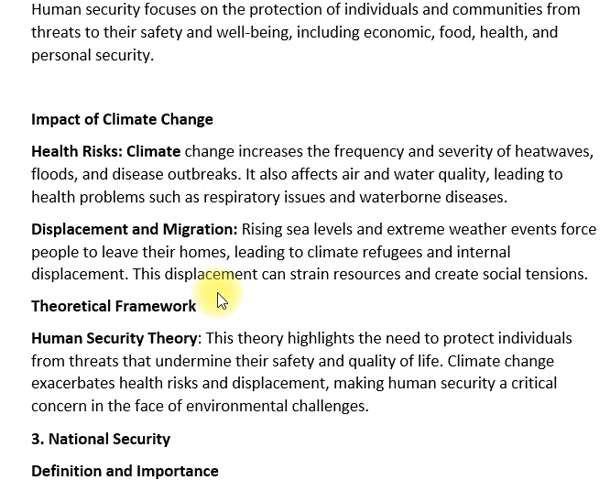 Human security focuses on the protection of individuals and communities from
threats to their safety and well-being, including economic, food, health, and
personal security.
Impact of Climate Change
Health Risks: Climate change increases the frequency and severity of heatwaves,
floods, and disease outbreaks. It also affects air and water quality, leading to
health problems such as respiratory issues and waterborne diseases.
Displacement and Migration: Rising sea levels and extreme weather events force
people to leave their homes, leading to climate refugees and internal
displacement. This displacement can strain resources and create social tensions.
Theoretical Framework
Human Security Theory: This theory highlights the need to protect individuals
from threats that undermine their safety and quality of life. Climate change
exacerbates health risks and displacement, making human security a critical
concern in the face of environmental challenges.
3. National Security
Definition and Importance